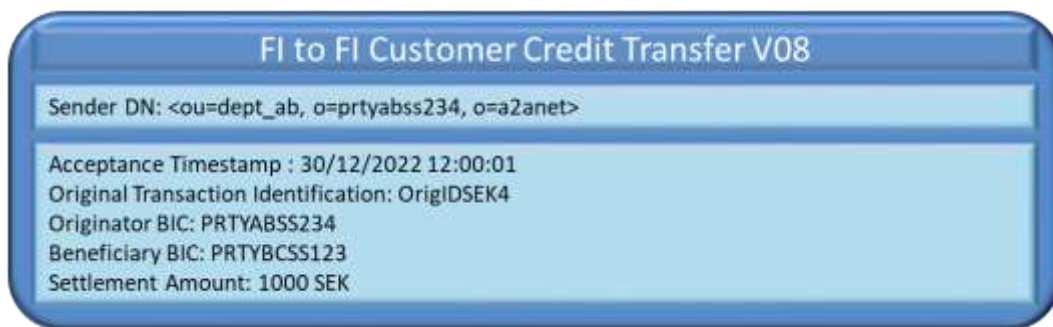 FI to FI Customer Credit Transfer V08
Sender DN: <ou=dept_ab, o=prtyabss234, o=a2anet>
Acceptance Timestamp : 30/12/2022 12:00:01
Original Transaction Identification: OrigIDSEK4
Originator BIC: PRTYABSS234
Beneficiary BIC: PRTYBCSS123
Settlement Amount: 1000 SEK